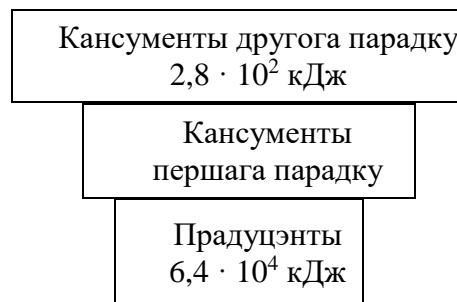 Кансументы другога парадку
2,8 · 10² кДж
Кансументы
першага парадку
Прадуцэнты
6,4 · 10⁴ кДж